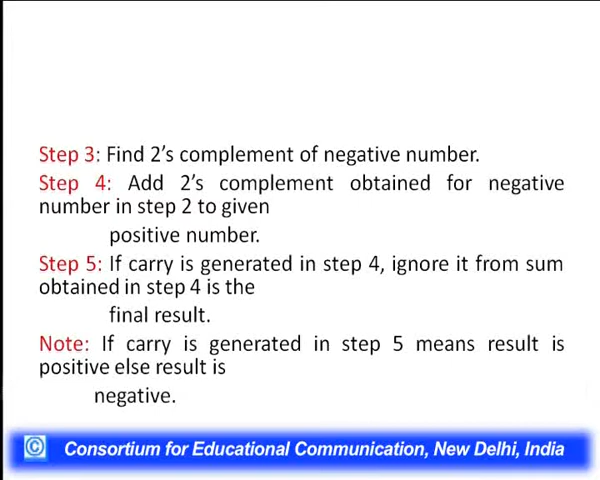 Step 3: Find 2’s complement of negative number.
Step 4: Add 2’s complement obtained for negative
number in step 2 to given
positive number.
Step 5: If carry is generated in step 4, ignore it from sum
obtained in step 4 is the
final result.
Note: If carry is generated in step 5 means result is
positive else result is
negative.
© Consortium for Educational Communication, New Delhi, India